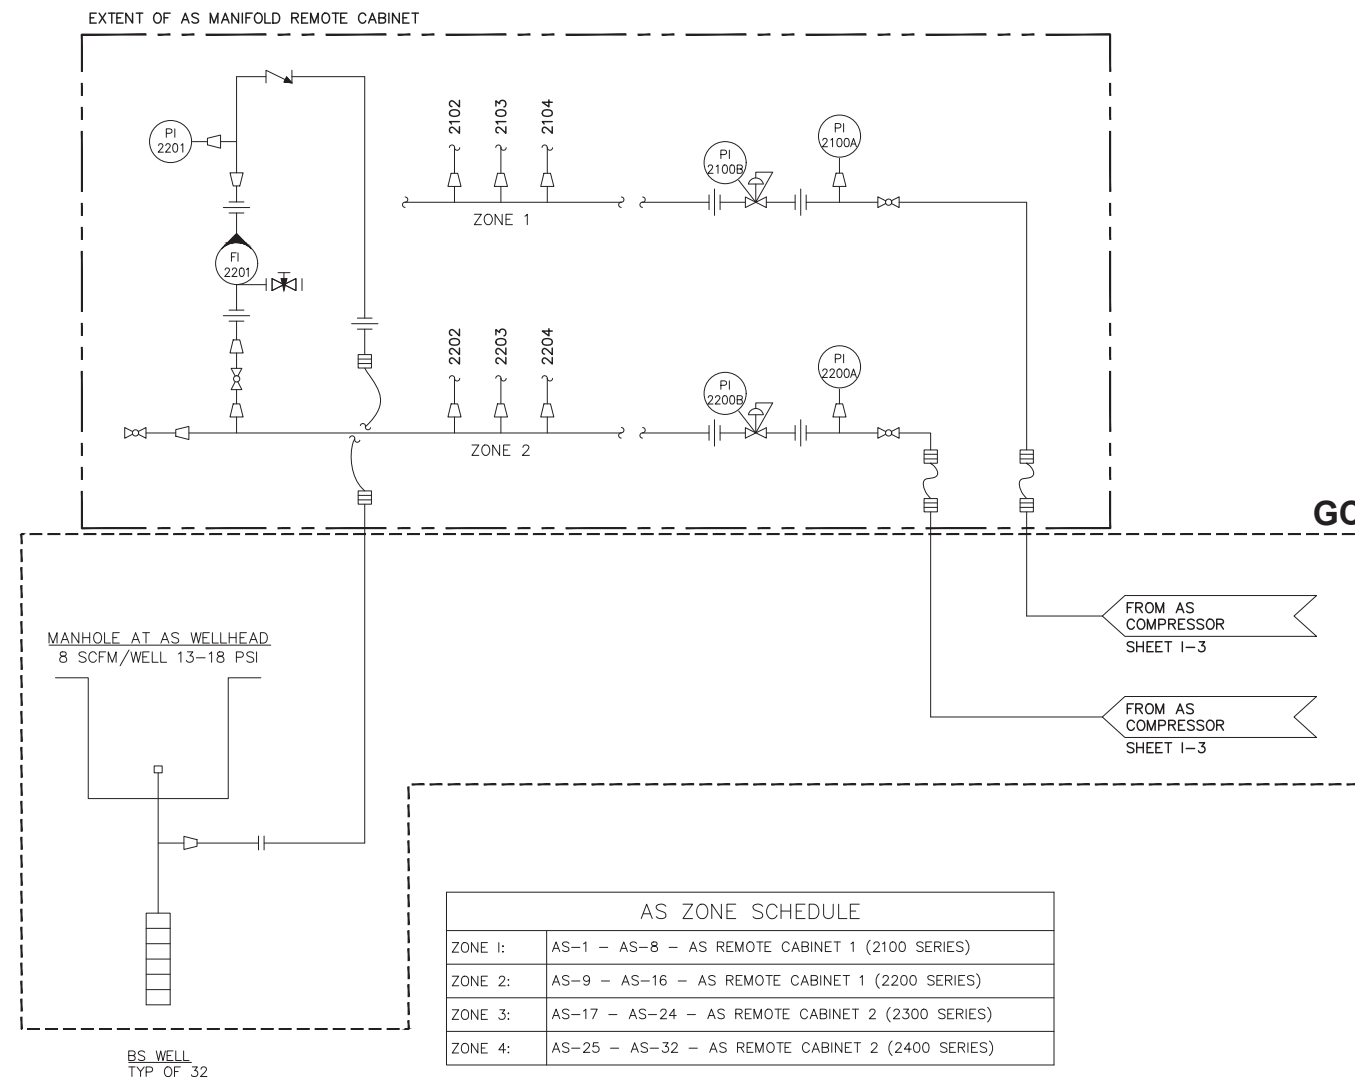 EXTENT OF AS MANIFOLD REMOTE CABINET
PI
2201
2102
2103
2104
PI
2100B
PI
2100A
ZONE 1
FI
2201
2202
2203
2204
PI
2200B
PI
2200A
ZONE 2
GO
FROM AS
COMPRESSOR
SHEET I-3
MANHOLE AT AS WELLHEAD
8 SCFM/WELL 13-18 PSI
FROM AS
COMPRESSOR
SHEET I-3
AS ZONE SCHEDULE
ZONE I: AS-1 - AS-8 - AS REMOTE CABINET 1 (2100 SERIES)
ZONE 2: AS-9 - AS-16 - AS REMOTE CABINET 1 (2200 SERIES)
ZONE 3: AS-17 - AS-24 - AS REMOTE CABINET 2 (2300 SERIES)
ZONE 4: AS-25 - AS-32 - AS REMOTE CABINET 2 (2400 SERIES)
BS WELL
TYP OF 32